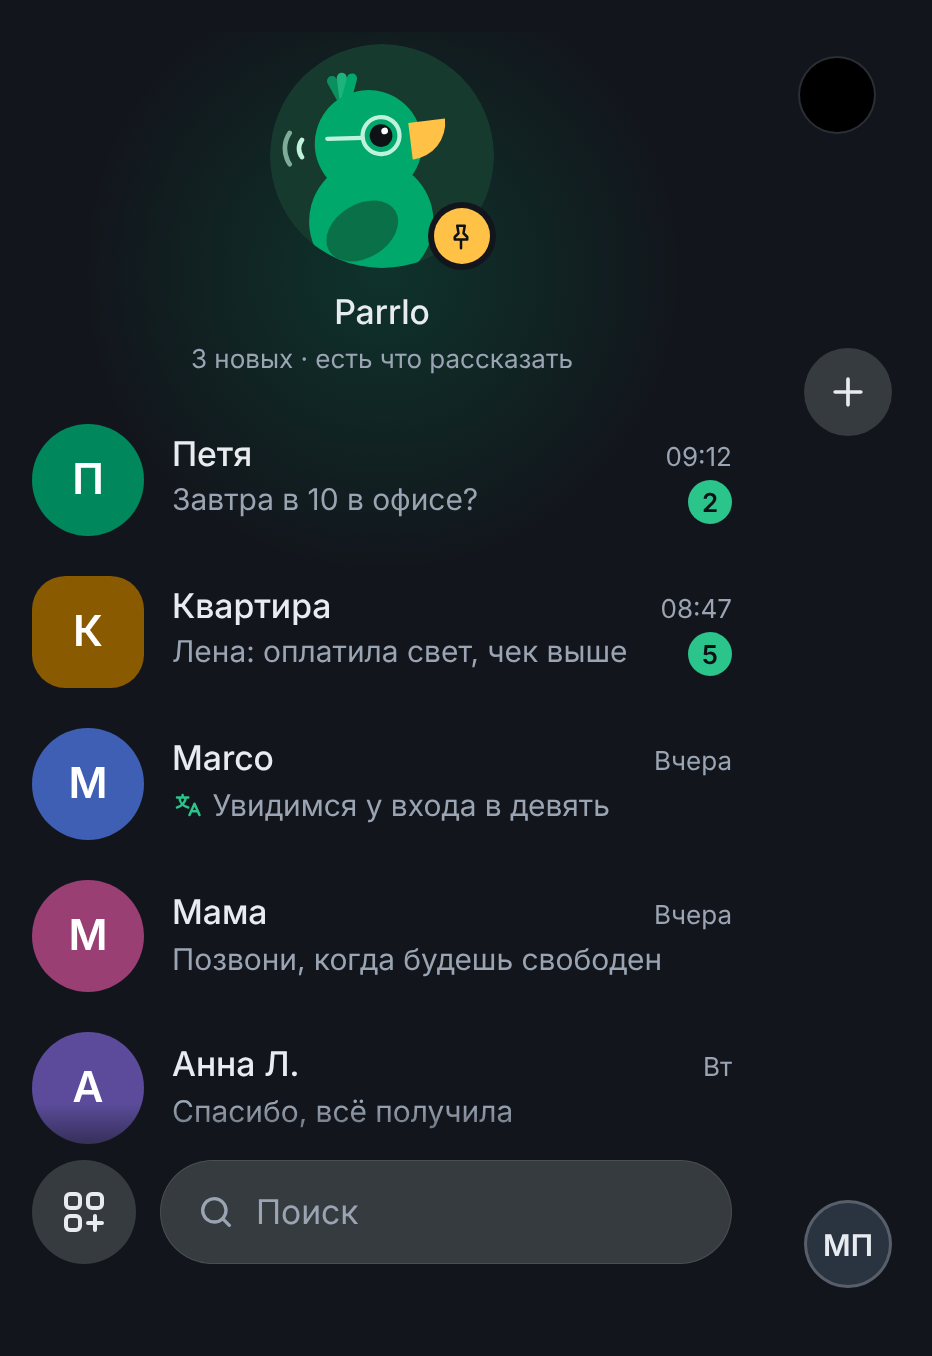 Parrlo
3 новых · есть что рассказать
П
Петя
09:12
Завтра в 10 в офисе?
2
К
Квартира
08:47
Лена: оплатила свет, чек выше
5
M
Marco
Вчера
Увидимся у входа в девять
М
Мама
Вчера
Позвони, когда будешь свободен
А
Анна Л.
Вт
Спасибо, всё получила
Поиск
МП